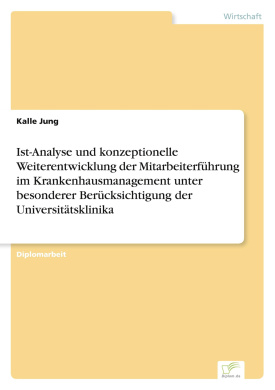 Wirtschaft
Kalle Jung
Ist-Analyse und konzeptionelle
Weiterentwicklung der Mitarbeiterführung
im Krankenhausmanagement unter
besonderer Berücksichtigung der
Universitätsklinika
Diplomarbeit
Diplom.de